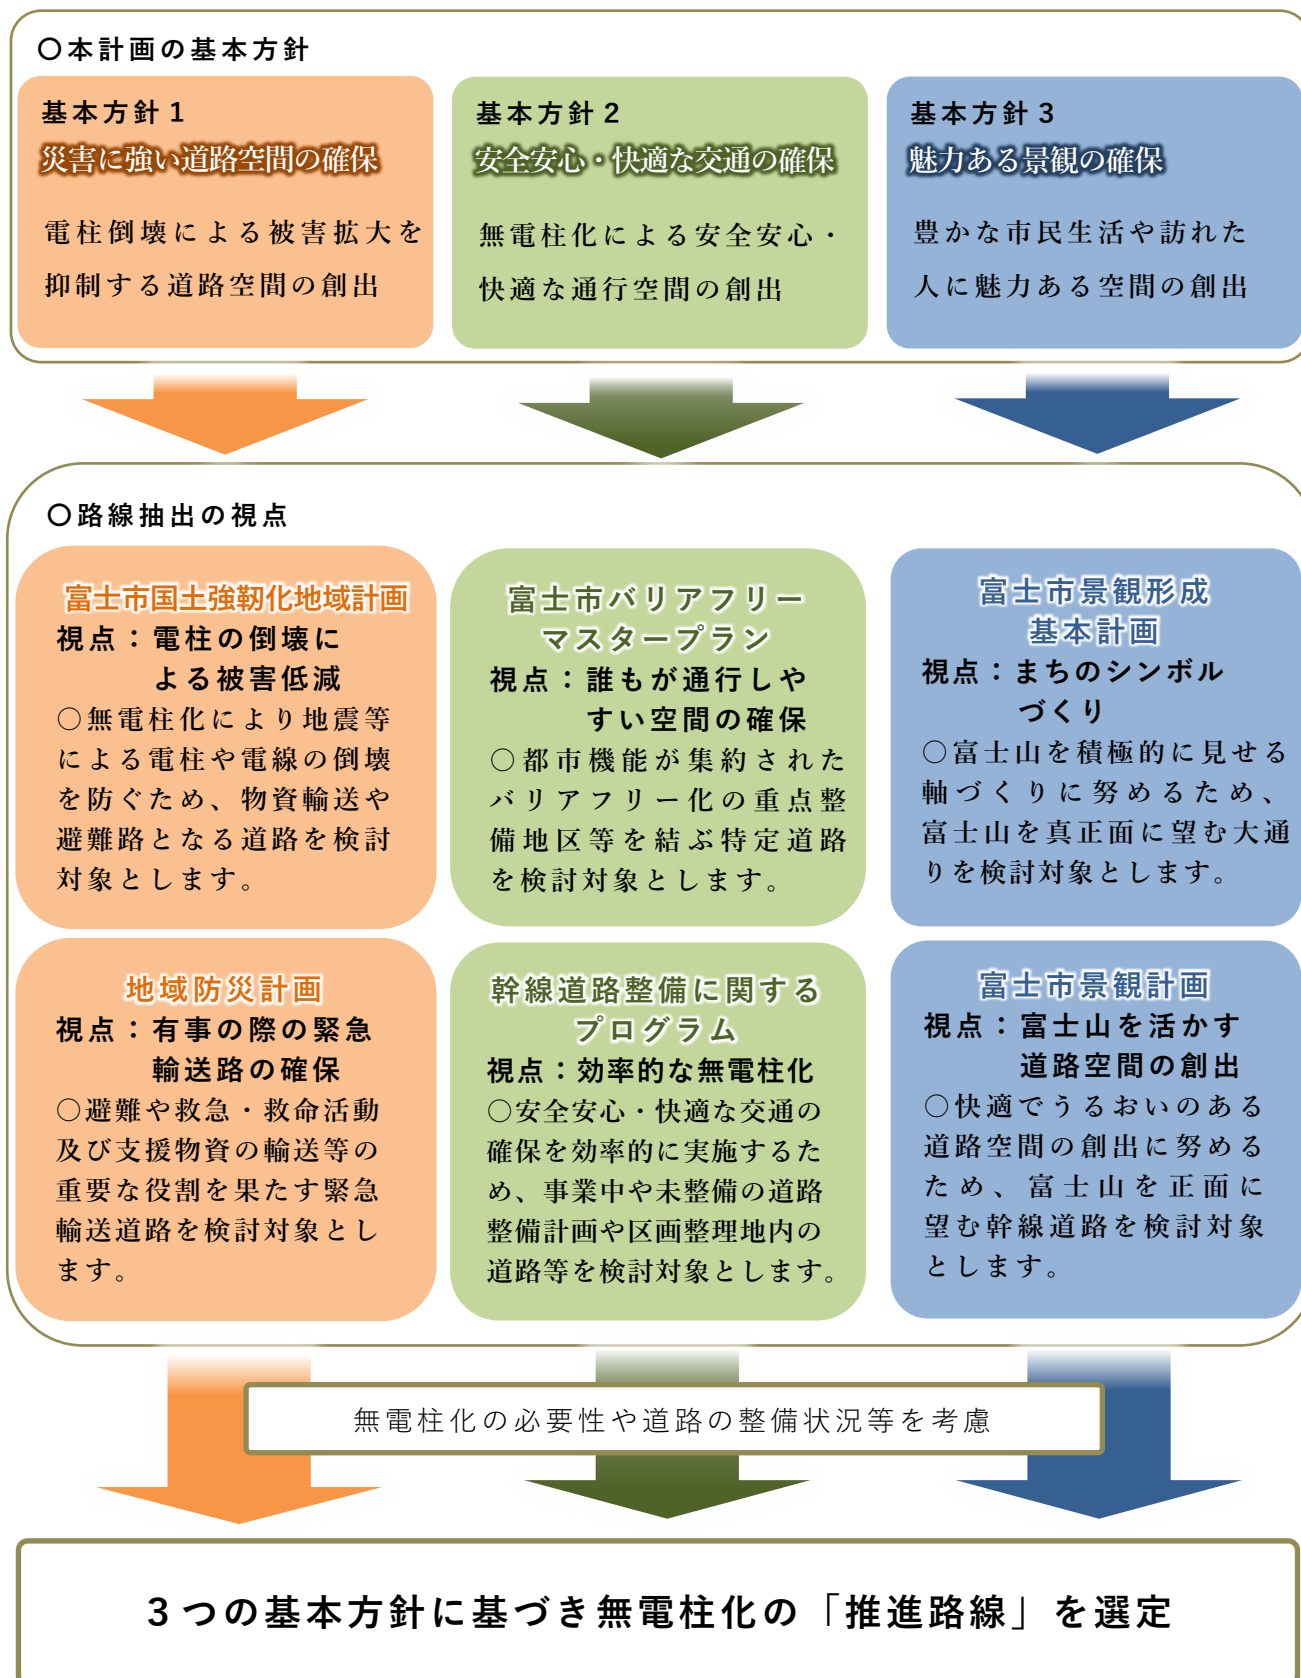 〇本計画の基本方針
基本方針１
災害に強い道路空間の確保
電柱倒壊による被害拡大を
抑制する道路空間の創出
基本方針２
安全安心・快適な交通の確保
無電柱化による安全安心・
快適な通行空間の創出
基本方針３
魅力ある景観の確保
豊かな市民生活や訪れた
人に魅力ある空間の創出
〇路線抽出の視点
富士市国土強靭化地域計画
視点：電柱の倒壊に
よる被害低減
〇無電柱化により地震等
による電柱や電線の倒壊
を防ぐため、物資輸送や
避難路となる道路を検討
対象とします。
富士市バリアフリー
マスタープラン
視点：誰もが通行しや
すい空間の確保
〇都市機能が集約された
バリアフリー化の重点整
備地区等を結ぶ特定道路
を検討対象とします。
富士市景観形成
基本計画
視点：まちのシンボル
づくり
〇富士山を積極的に見せる
軸づくりに努めるため、
富士山を真正面に望む大通
りを検討対象とします。
地域防災計画
視点：有事の際の緊急
輸送路の確保
〇避難や救急・救命活動
及び支援物資の輸送等の
重要な役割を果たす緊急
輸送道路を検討対象とし
ます。
幹線道路整備に関する
プログラム
視点：効率的な無電柱化
〇安全安心・快適な交通の
確保を効率的に実施するた
め、事業中や未整備の道路
整備計画や区画整理地内の
道路等を検討対象とします。
富士市景観計画
視点：富士山を活かす
道路空間の創出
〇快適でうるおいのある
道路空間の創出に努める
ため、富士山を正面に
望む幹線道路を検討対象
とします。
無電柱化の必要性や道路の整備状況等を考慮
３つの基本方針に基づき無電柱化の「推進路線」を選定